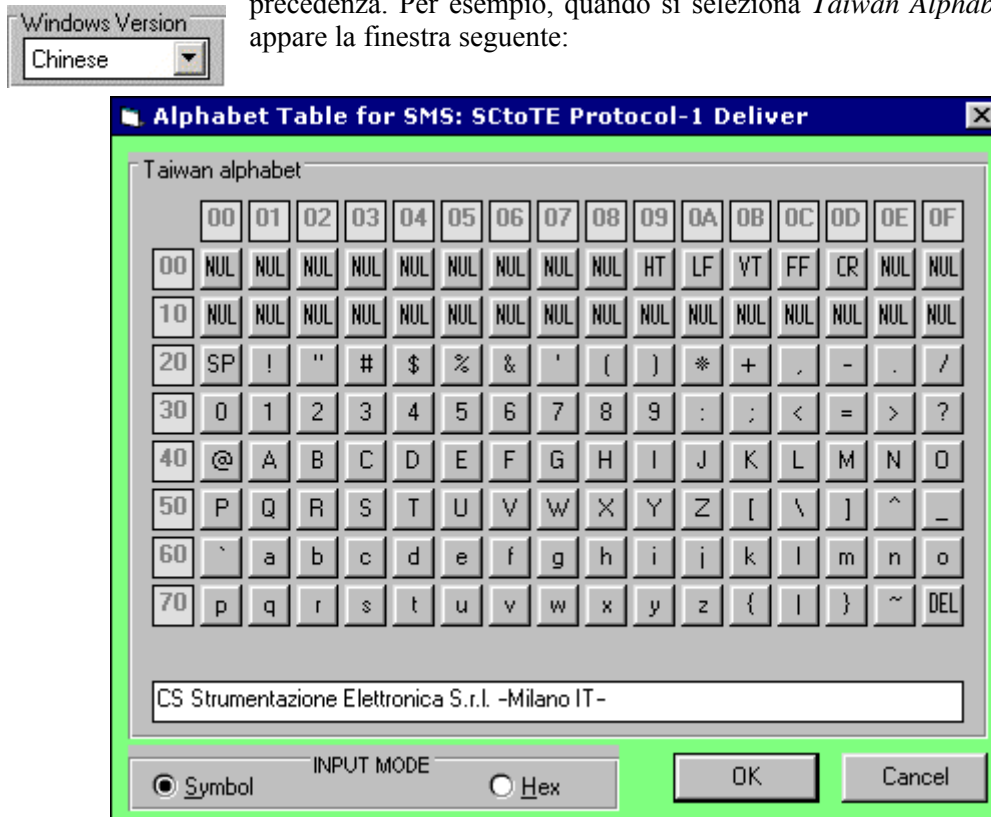 precedenza. Per esempio, quando si seleziona Taiwan Alphab
appare la finestra seguente:
Windows Version
Chinese
Alphabet Table for SMS: SCtoTE Protocol-1 Deliver
Taiwan alphabet
00 01 02 03 04 05 06 07 08 09 0A 0B 0C 0D 0E 0F
00 NUL NUL NUL NUL NUL NUL NUL NUL NUL HT LF VT FF CR NUL NUL
10 NUL NUL NUL NUL NUL NUL NUL NUL NUL NUL NUL NUL NUL NUL NUL NUL
20 SP ! " # $ % & ' ( ) * + , - . /
30 0 1 2 3 4 5 6 7 8 9 : ; < = > ?
40 @ A B C D E F G H I J K L M N O
50 P Q R S T U V W X Y Z [ \ ] ^ _
60 ` a b c d e f g h i j k l m n o
70 p q r s t u v w x y z { | } ~ DEL
CS Strumentazione Elettronica S.r.l. -Milano IT-
INPUT MODE
Symbol Hex
OK Cancel